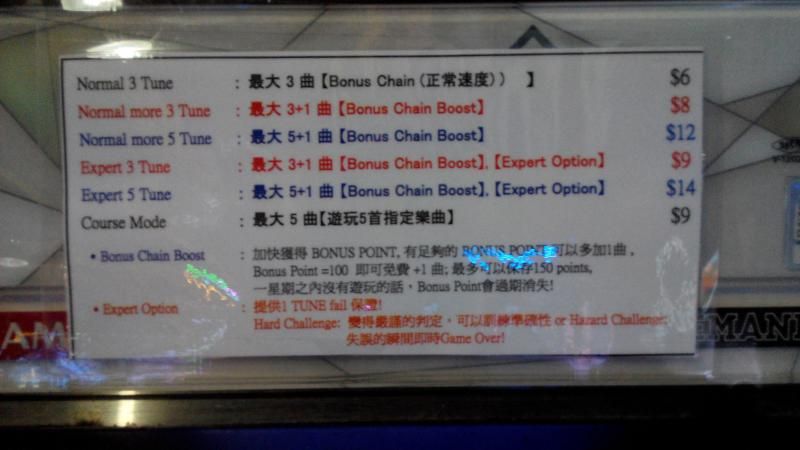 Normal 3 Tune : 最大 3 曲【Bonus Chain (正常速度)) 】 $6
Normal more 3 Tune : 最大 3+1 曲【Bonus Chain Boost】 $8
Normal more 5 Tune : 最大 5+1 曲【Bonus Chain Boost】 $12
Expert 3 Tune : 最大 3+1 曲【Bonus Chain Boost】,【Expert Option】 $9
Expert 5 Tune : 最大 5+1 曲【Bonus Chain Boost】,【Expert Option】 $14
Course Mode : 最大 5 曲【遊玩5首指定樂曲】 $9
• Bonus Chain Boost : 加快獲得 BONUS POINT, 有足夠的 BONUS POINT 可以多加1曲,
Bonus Point =100 即可免費 +1 曲; 最多可以保存150 points,
一星期之內沒有遊玩的話，Bonus Point會過期消失!
• Expert Option : 提供1 TUNE fail 保證!
Hard Challenge: 變得嚴謹的判定，可以訓練準確性 or Hazard Challenge:
失誤的瞬間即時Game Over!
AM
EMAN